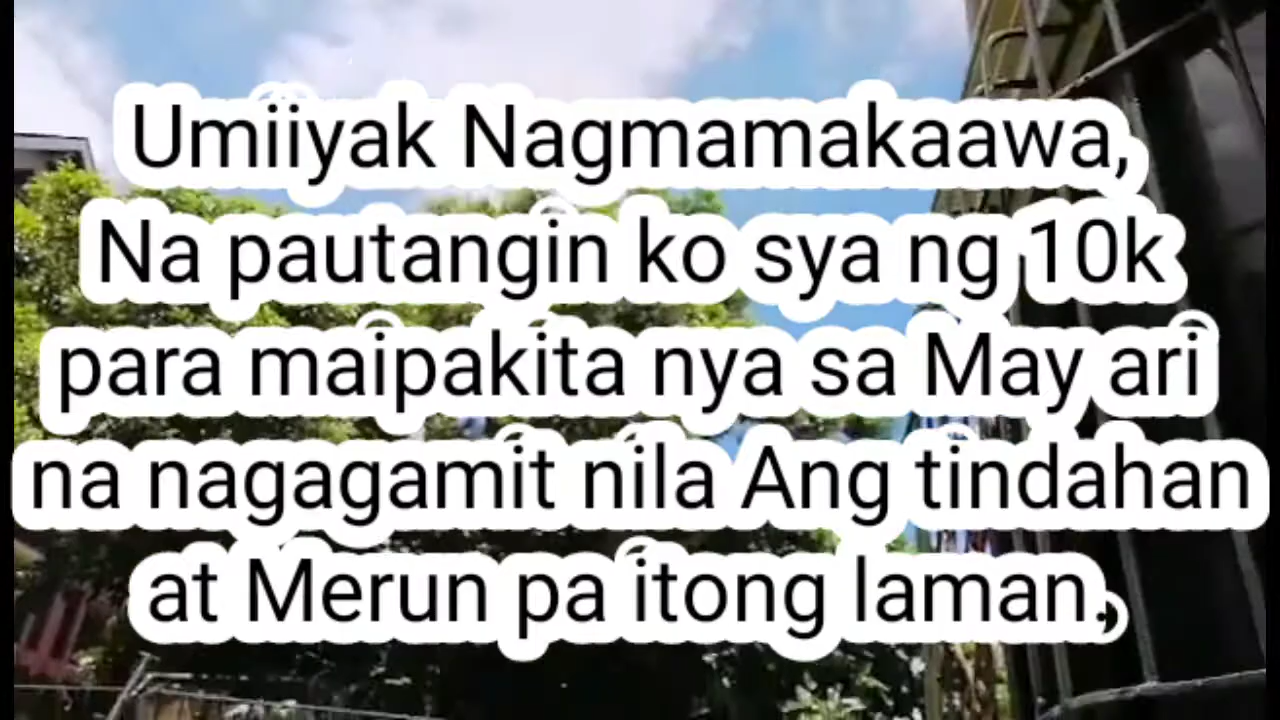 Umiiyak Nagmamakaawa,
Na pautangin ko sya ng 10k
para maipakita nya sa May ari
na nagagamit nila Ang tindahan
at Merun pa itong laman.,